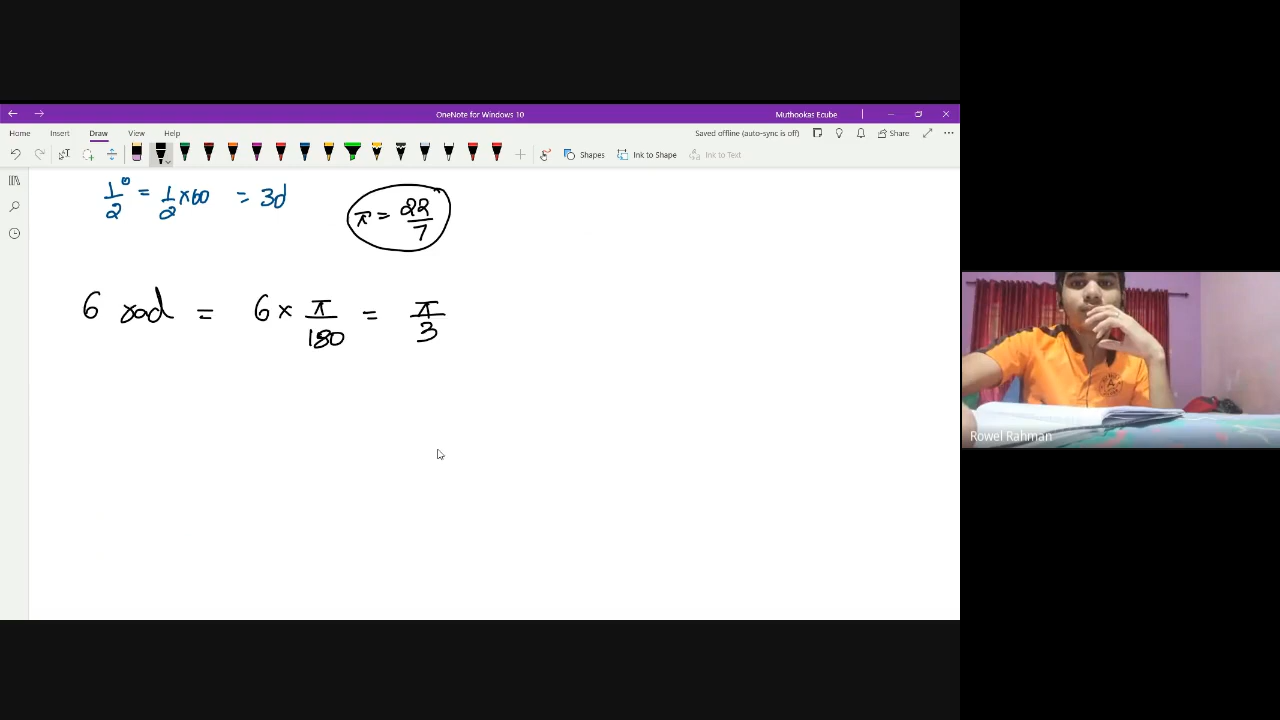 OneNote for Windows 10
Muthookas Ecube
Home Insert Draw View Help
Saved offline (auto-sync is off) Share
Shapes Ink to Shape Ink to Text
1/2° = 1/2 × 60 = 30'
π = 22/7
6 rad = 6 × π/180 = π/3
Rowel Rahman